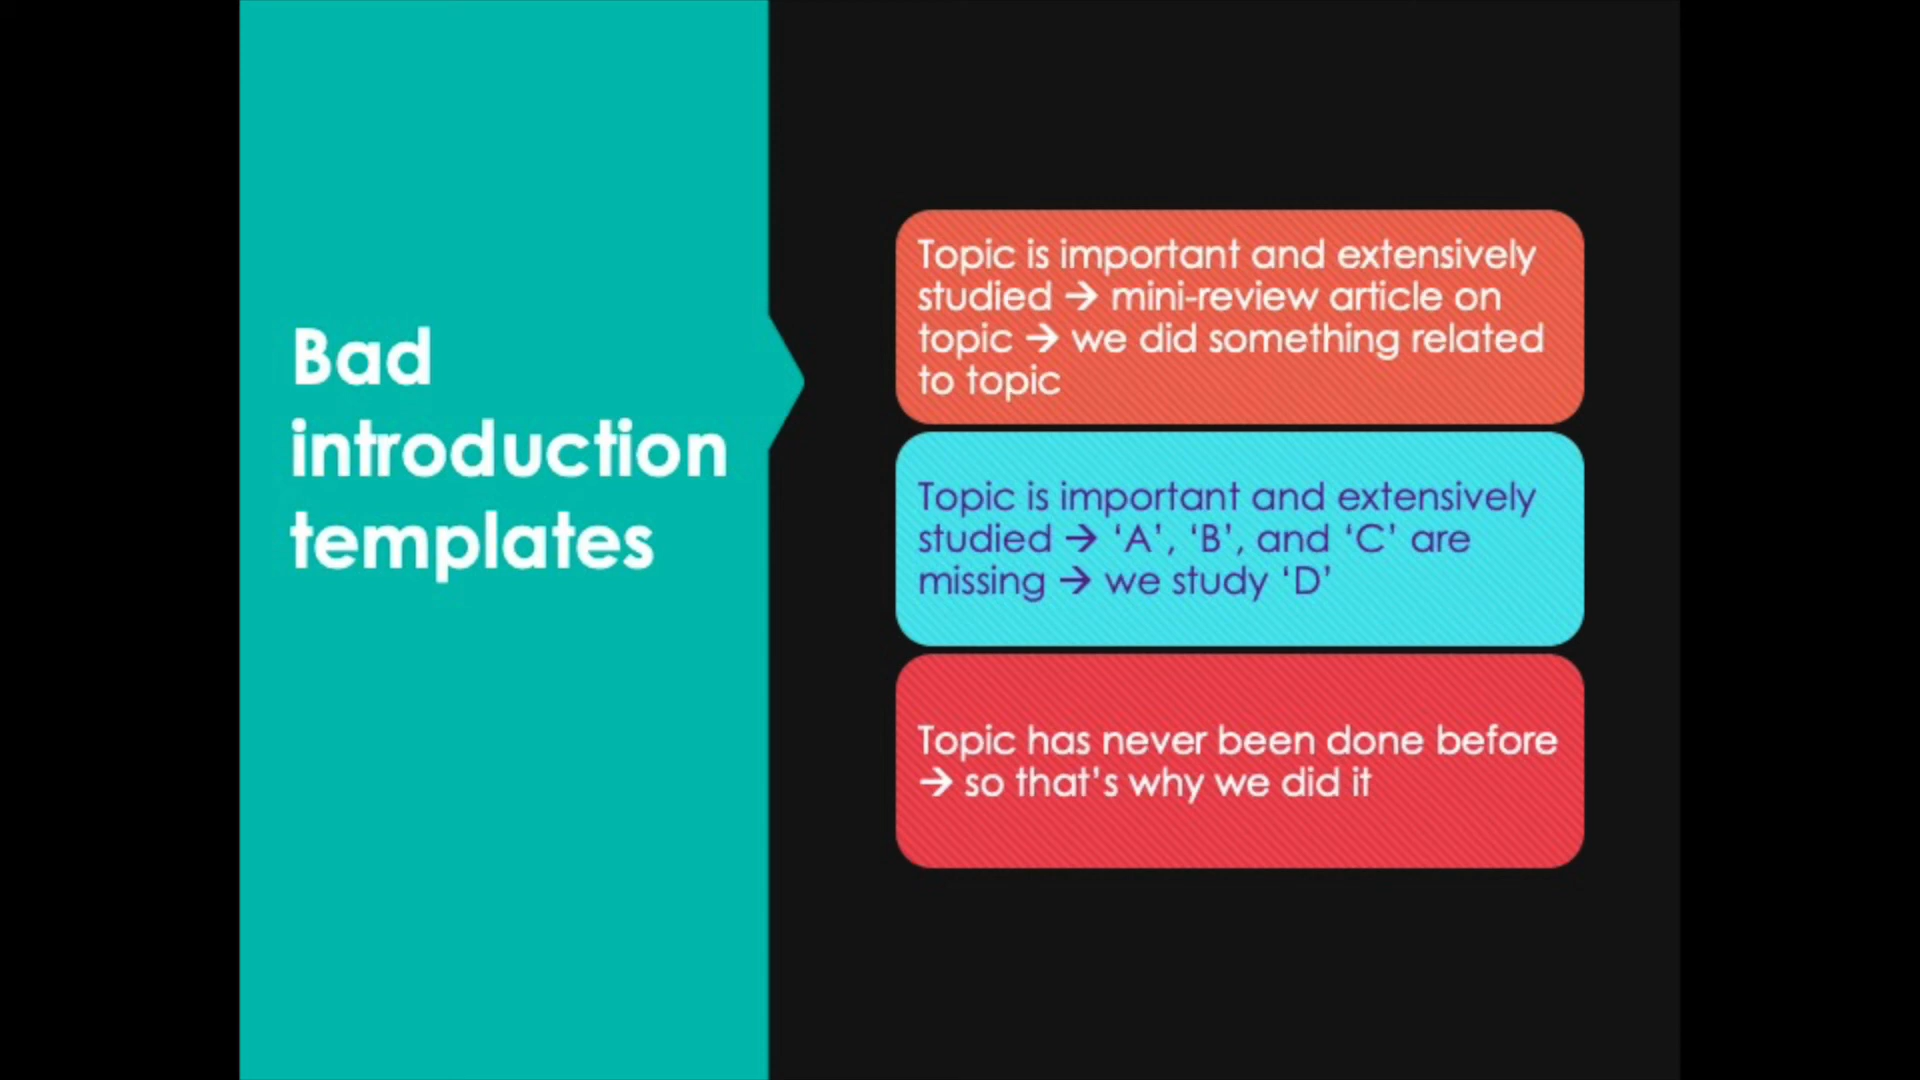 Bad
introduction
templates
Topic is important and extensively
studied → mini-review article on
topic → we did something related
to topic
Topic is important and extensively
studied → ‘A’, ‘B’, and ‘C’ are
missing → we study ‘D’
Topic has never been done before
→ so that’s why we did it